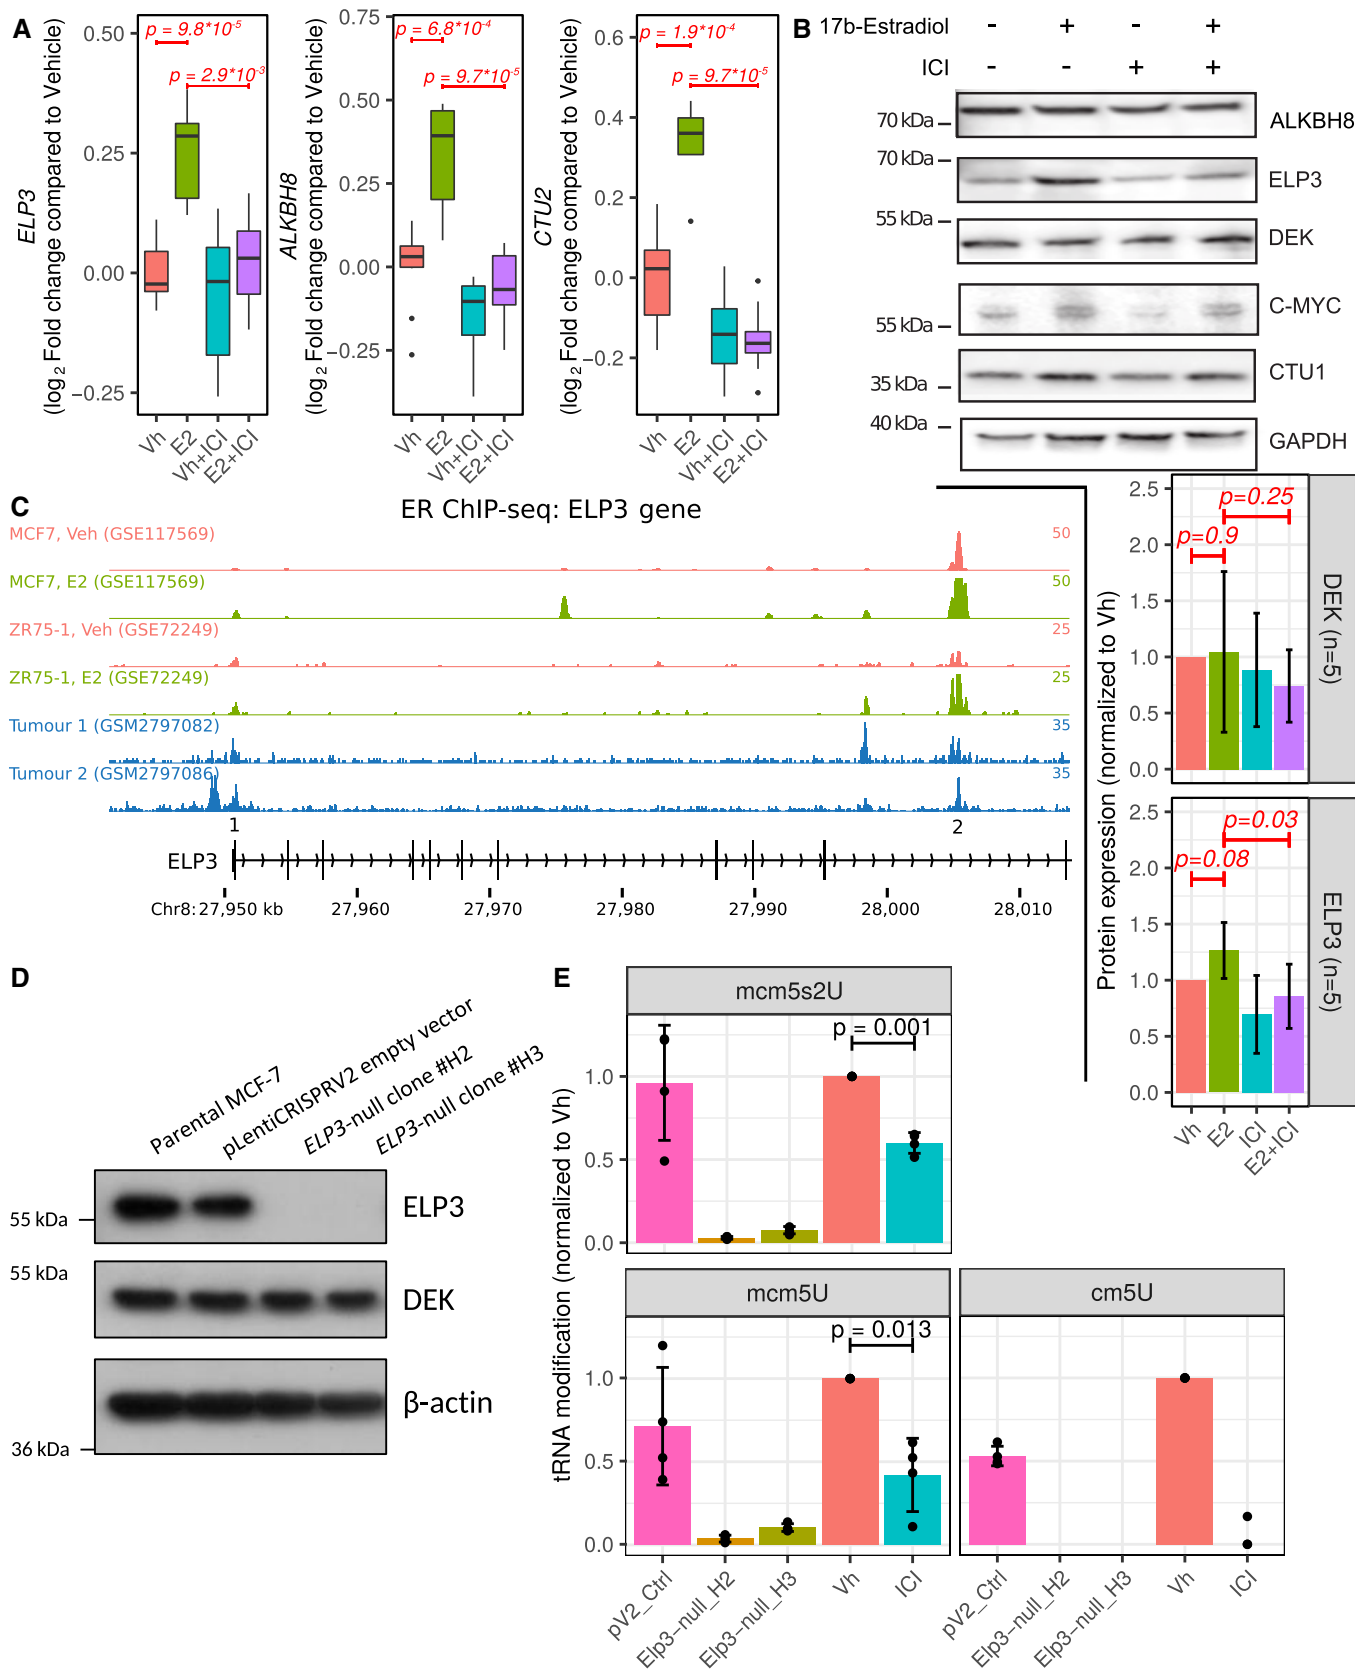 A
ELP3
(log2 Fold change compared to Vehicle)
0.50
0.25
0.00
−0.25
p = 9.8*10-5
p = 2.9*10-3
Vh
E2
Vh+ICI
E2+ICI
ALKBH8
(log2 Fold change compared to Vehicle)
0.75
0.50
0.25
0.00
−0.25
p = 6.8*10-4
p = 9.7*10-5
Vh
E2
Vh+ICI
E2+ICI
CTU2
(log2 Fold change compared to Vehicle)
0.6
0.4
0.2
0.0
−0.2
p = 1.9*10-4
p = 9.7*10-5
Vh
E2
Vh+ICI
E2+ICI
B
17b-Estradiol - + - +
ICI - - + +
70 kDa ALKBH8
70 kDa ELP3
55 kDa DEK
55 kDa C-MYC
35 kDa CTU1
40 kDa GAPDH
Protein expression (normalized to Vh)
2.5
2.0
1.5
1.0
0.5
0.0
p=0.25
p=0.9
DEK (n=5)
2.5
2.0
1.5
1.0
0.5
0.0
p=0.03
p=0.08
ELP3 (n=5)
Vh
E2
ICI
E2+ICI
C
ER ChIP-seq: ELP3 gene
MCF7, Veh (GSE117569) 50
MCF7, E2 (GSE117569) 50
ZR75-1, Veh (GSE72249) 25
ZR75-1, E2 (GSE72249) 25
Tumour 1 (GSM2797082) 35
Tumour 2 (GSM2797086) 35
1 2
ELP3
Chr8:27,950 kb 27,960 27,970 27,980 27,990 28,000 28,010
D
Parental MCF-7
pLentiCRISPRV2 empty vector
ELP3-null clone #H2
ELP3-null clone #H3
55 kDa ELP3
55 kDa DEK
β-actin
36 kDa
E
tRNA modification (normalized to Vh)
mcm5s2U
p = 0.001
1.0
0.5
0.0
mcm5U
p = 0.013
1.0
0.5
0.0
pV2_Ctrl
Elp3−null_H2
Elp3−null_H3
Vh
ICI
cm5U
pV2_Ctrl
Elp3−null_H2
Elp3−null_H3
Vh
ICI